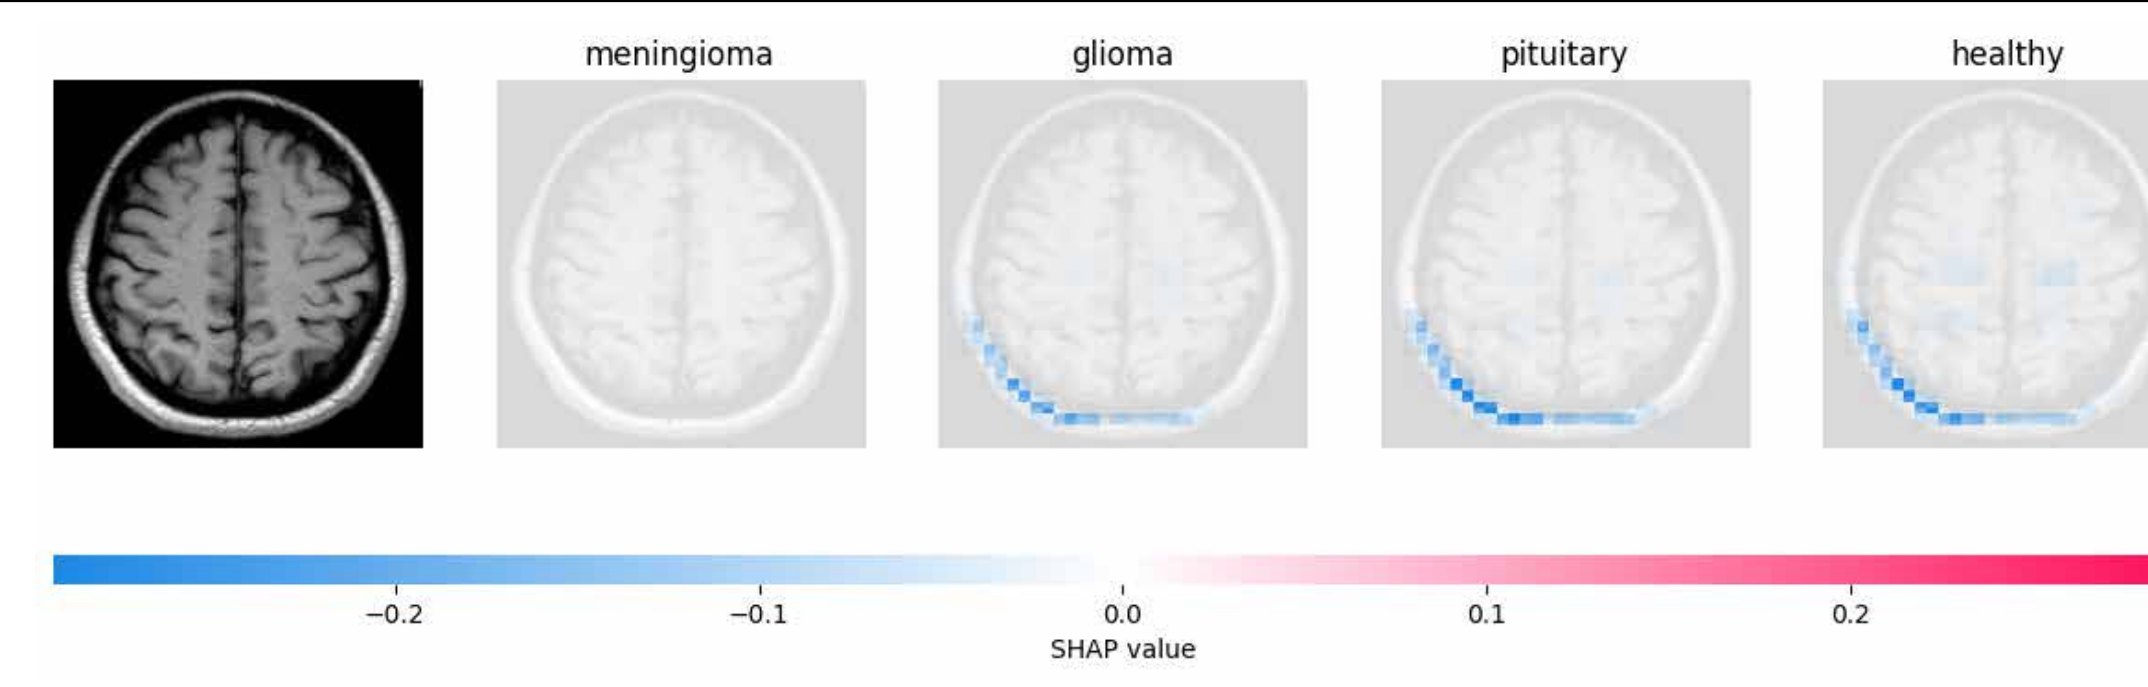 meningioma
glioma
pituitary
healthy
−0.2
−0.1
0.0
0.1
0.2
SHAP value